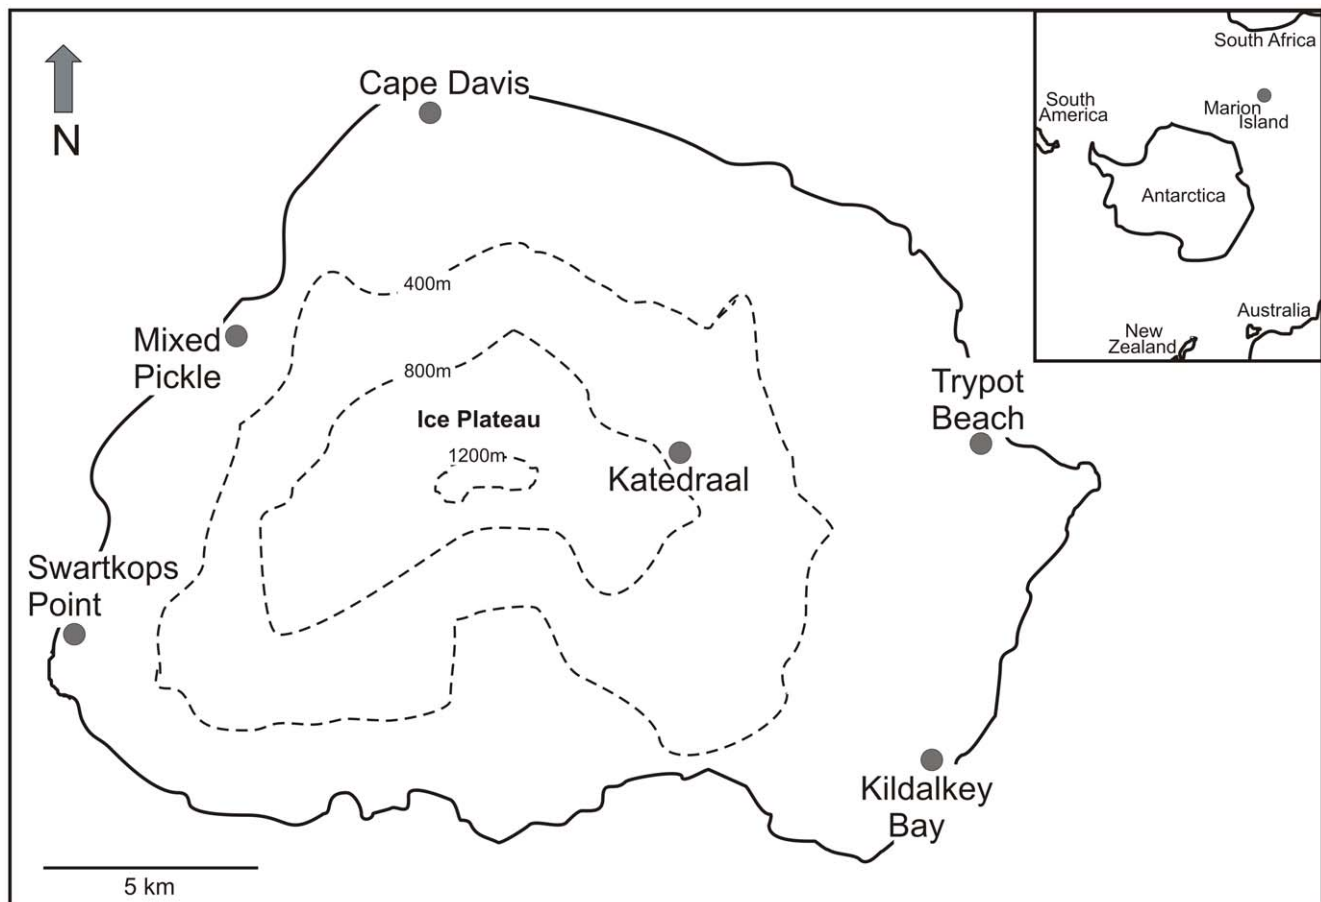 N
Cape Davis
South Africa
South
America
Marion
Island
Antarctica
Australia
New
Zealand
400m
Mixed
Pickle
800m
Ice Plateau
1200m
Katedraal
Trypot
Beach
Swartkops
Point
Kildalkey
Bay
5 km